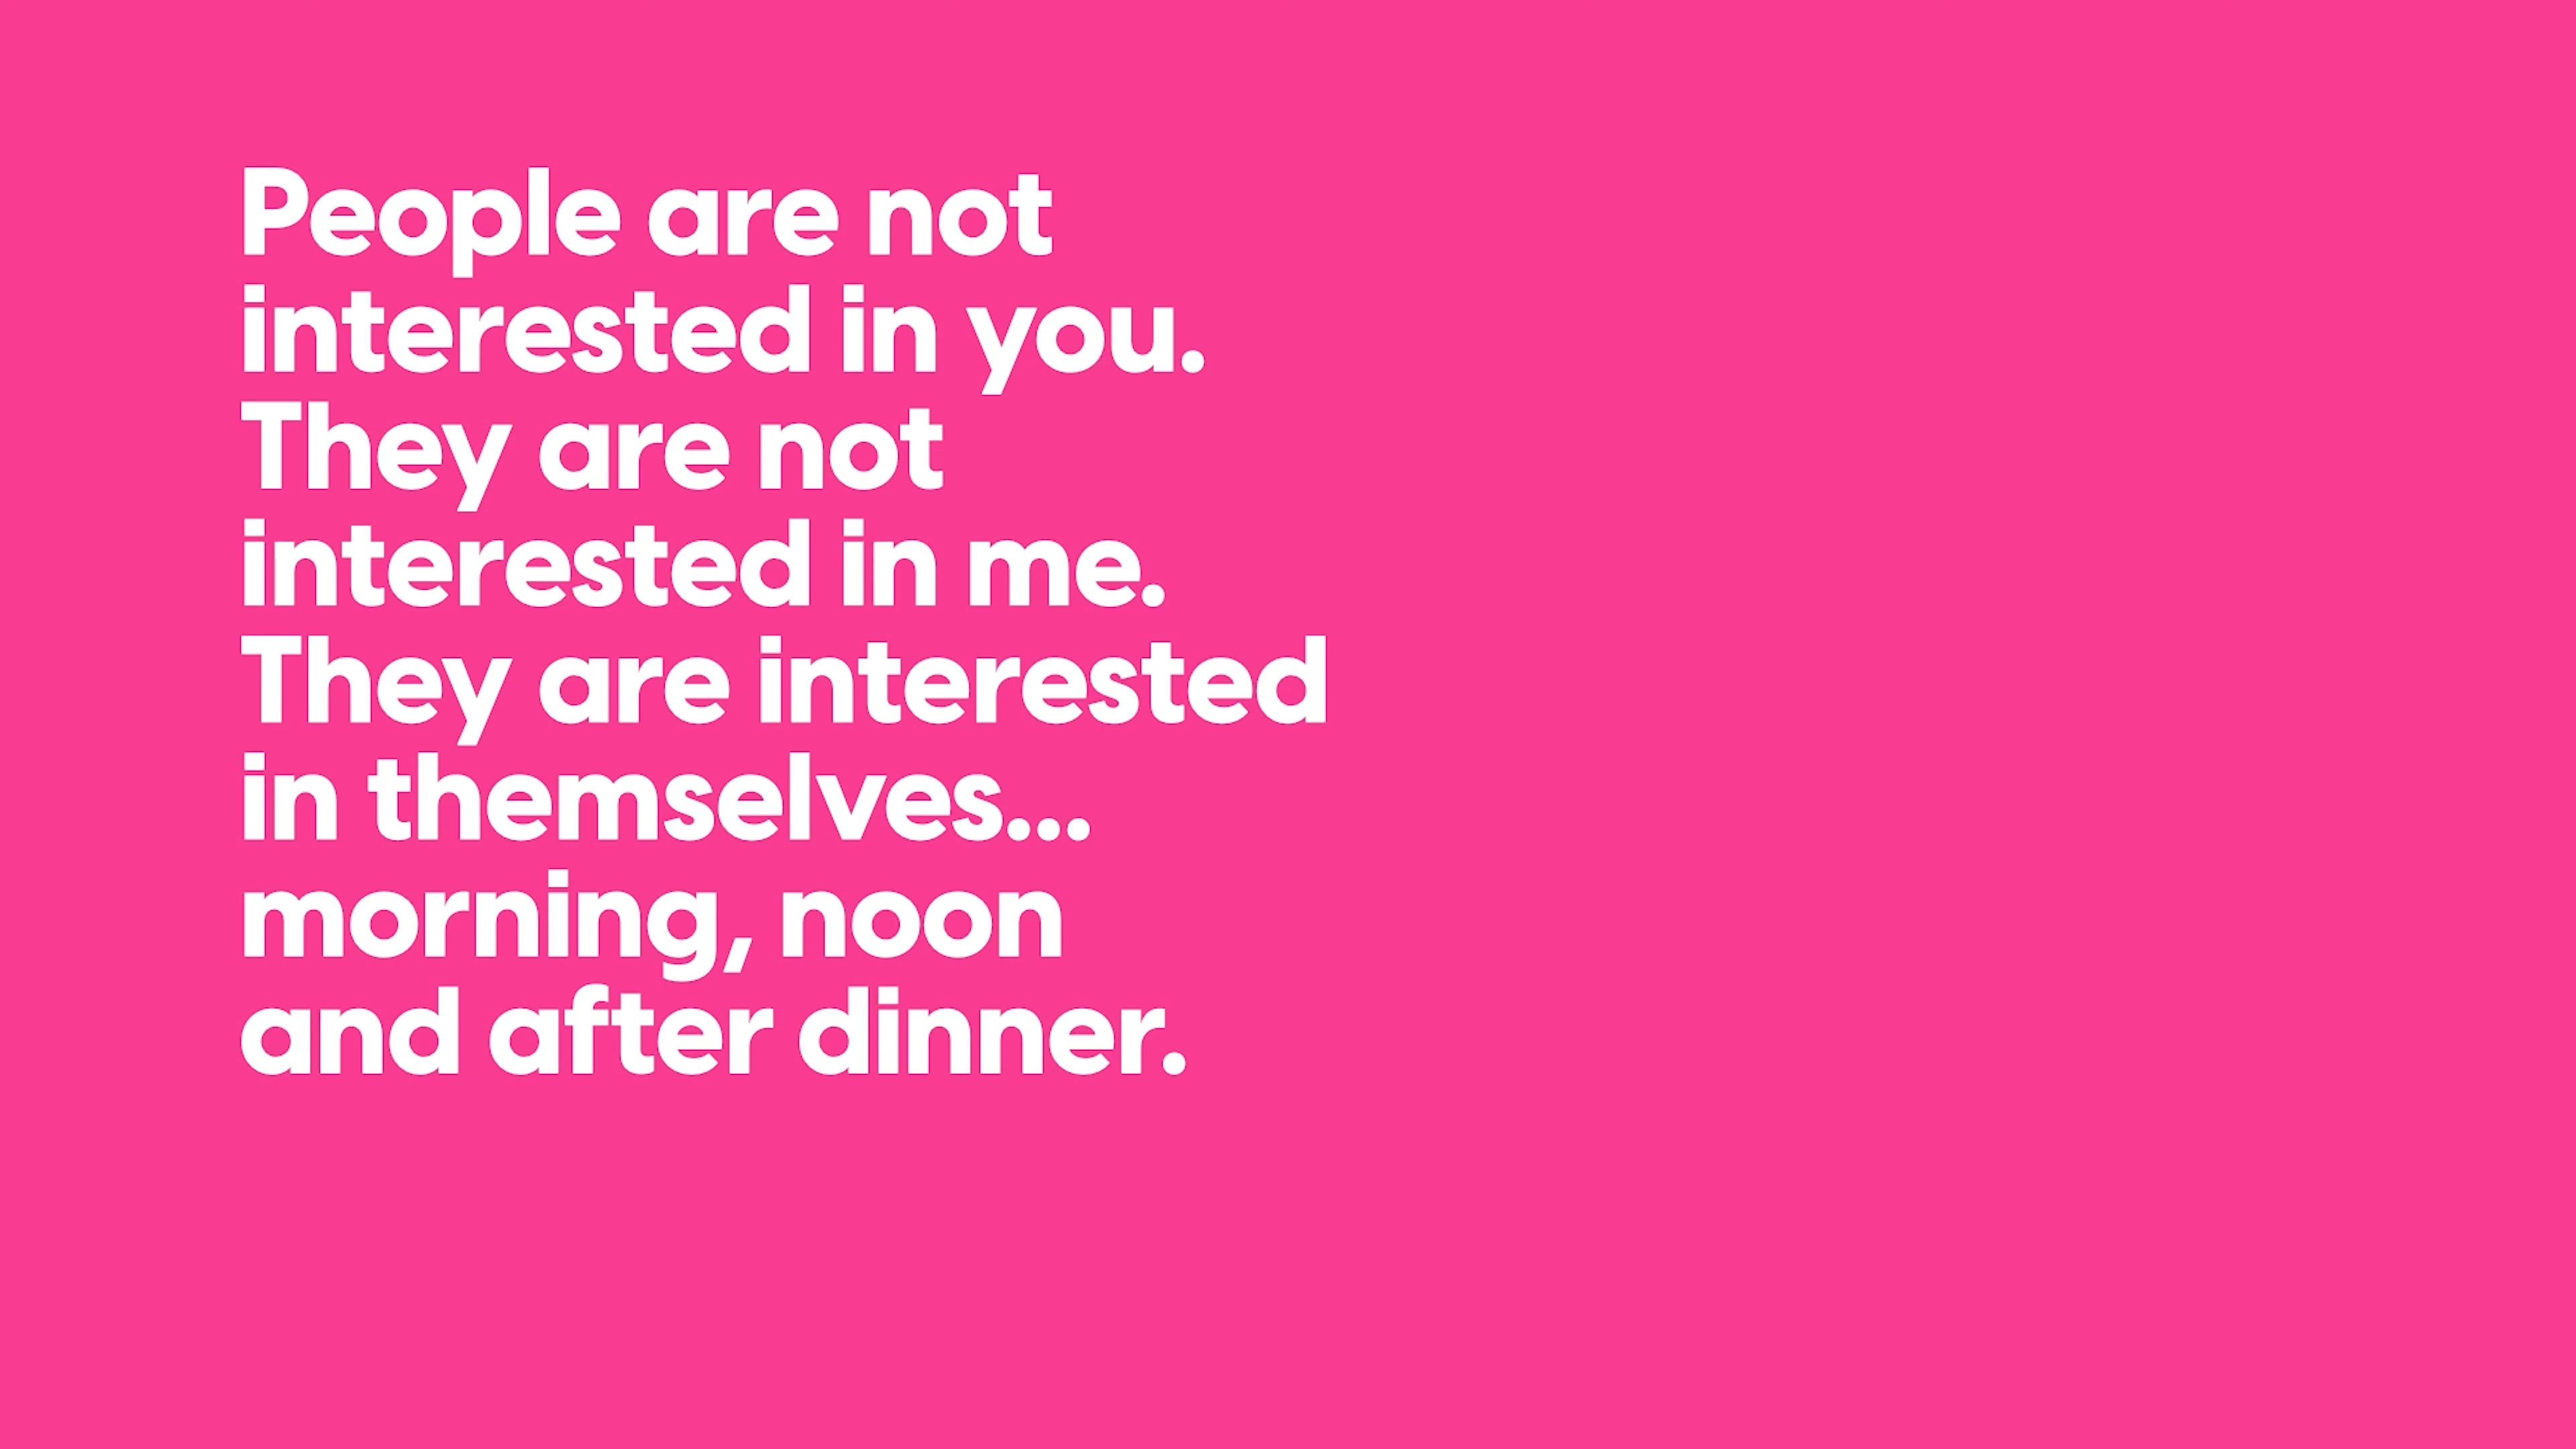 People are not
interested in you.
They are not
interested in me.
They are interested
in themselves...
morning, noon
and after dinner.